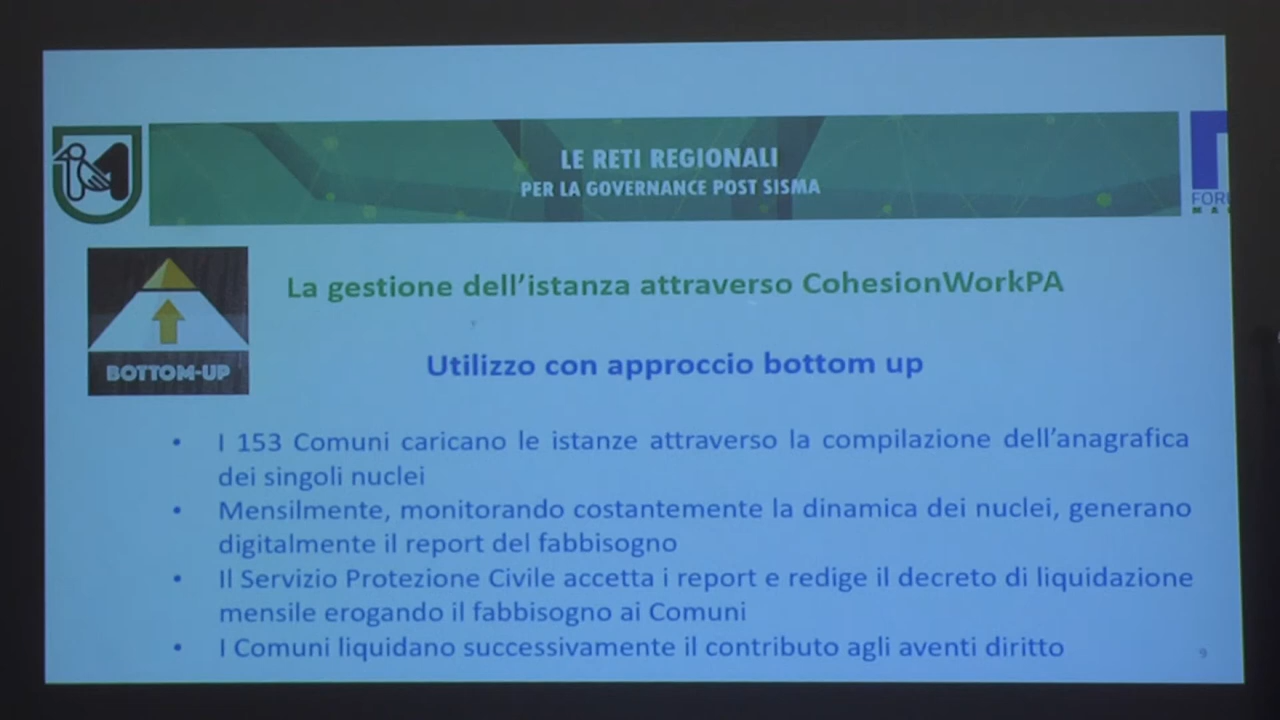 LE RETI REGIONALI
PER LA GOVERNANCE POST SISMA
BOTTOM-UP
La gestione dell'istanza attraverso CohesionWorkPA
Utilizzo con approccio bottom up
• I 153 Comuni caricano le istanze attraverso la compilazione dell'anagrafica
dei singoli nuclei
• Mensilmente, monitorando costantemente la dinamica dei nuclei, generano
digitalmente il report del fabbisogno
• Il Servizio Protezione Civile accetta i report e redige il decreto di liquidazione
mensile erogando il fabbisogno ai Comuni
• I Comuni liquidano successivamente il contributo agli aventi diritto
9